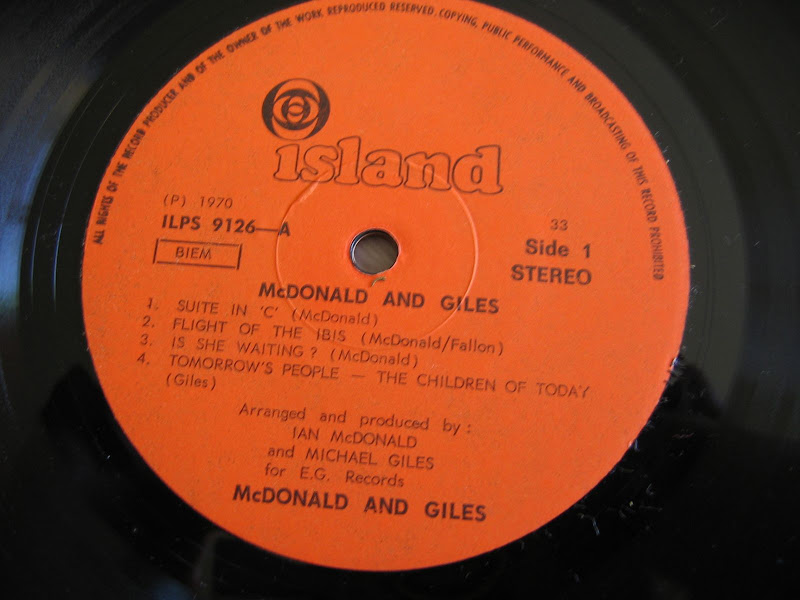 ALL RIGHTS OF THE RECORD PRODUCER AND OF THE OWNER OF THE WORK REPRODUCED RESERVED. COPYING, PUBLIC PERFORMANCE AND BROADCASTING OF THIS RECORD PROHIBITED
island
(P) 1970
ILPS 9126—A
BIEM
33
Side 1
STEREO
McDONALD AND GILES
1. SUITE IN 'C' (McDonald)
2. FLIGHT OF THE IBIS (McDonald/Fallon)
3. IS SHE WAITING? (McDonald)
4. TOMORROW'S PEOPLE — THE CHILDREN OF TODAY
(Giles)
Arranged and produced by:
IAN McDONALD
and MICHAEL GILES
for E.G. Records
McDONALD AND GILES